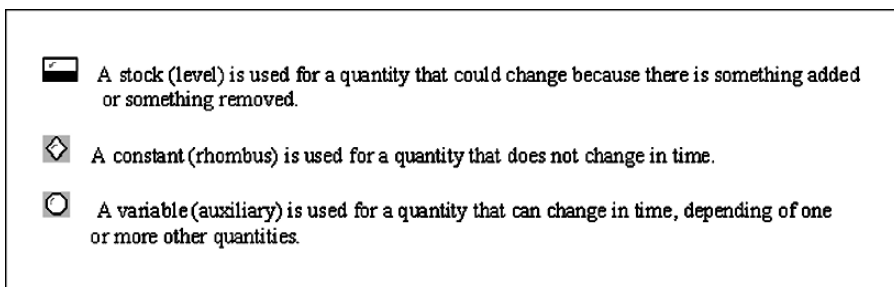 A stock (level) is used for a quantity that could change because there is something added
or something removed.
A constant (rhombus) is used for a quantity that does not change in time.
A variable (auxiliary) is used for a quantity that can change in time, depending of one
or more other quantities.